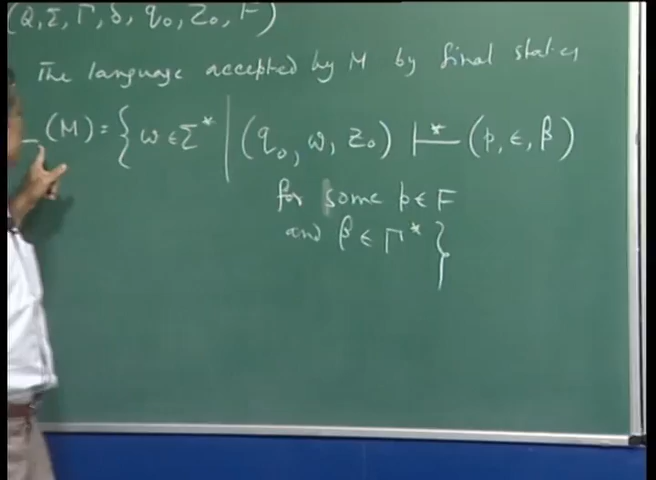 (Q, Σ, Γ, δ, q₀, Z₀, F)
The language accepted by M by final states
L(M) = { w ∈ Σ* | (q₀, w, Z₀) ⊢* (p, ϵ, β)
for some p ∈ F
and β ∈ Γ* }